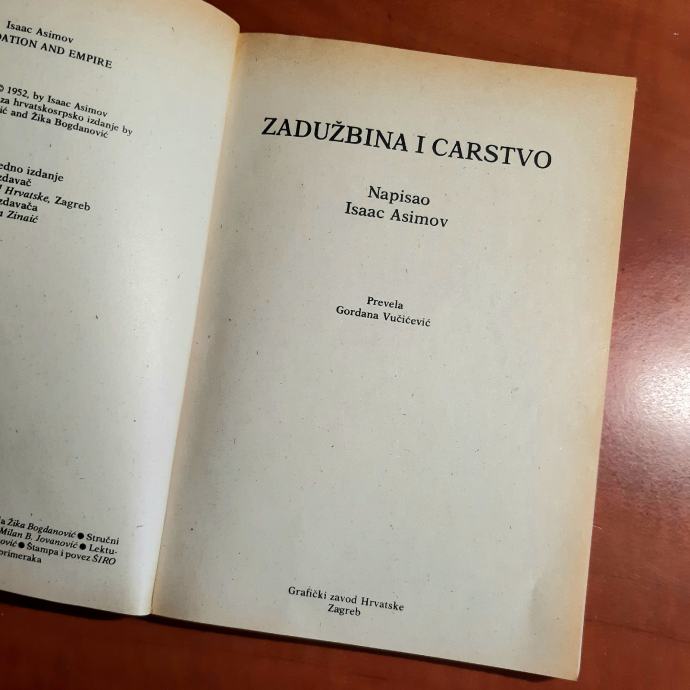 Isaac Asimov
DATION AND EMPIRE
© 1952, by Isaac Asimov
za hrvatskosrpsko izdanje by
ić and Žika Bogdanović
edno izdanje
zdavač
Hrvatske, Zagreb
zdavača
Zinaić
Žika Bogdanović ● Stručni
Milan B. Jovanović ● Lektu-
ović ● Štampa i povez ŠIRO
primeraka
ZADUŽBINA I CARSTVO
Napisao
Isaac Asimov
Prevela
Gordana Vučićević
Grafički zavod Hrvatske
Zagreb